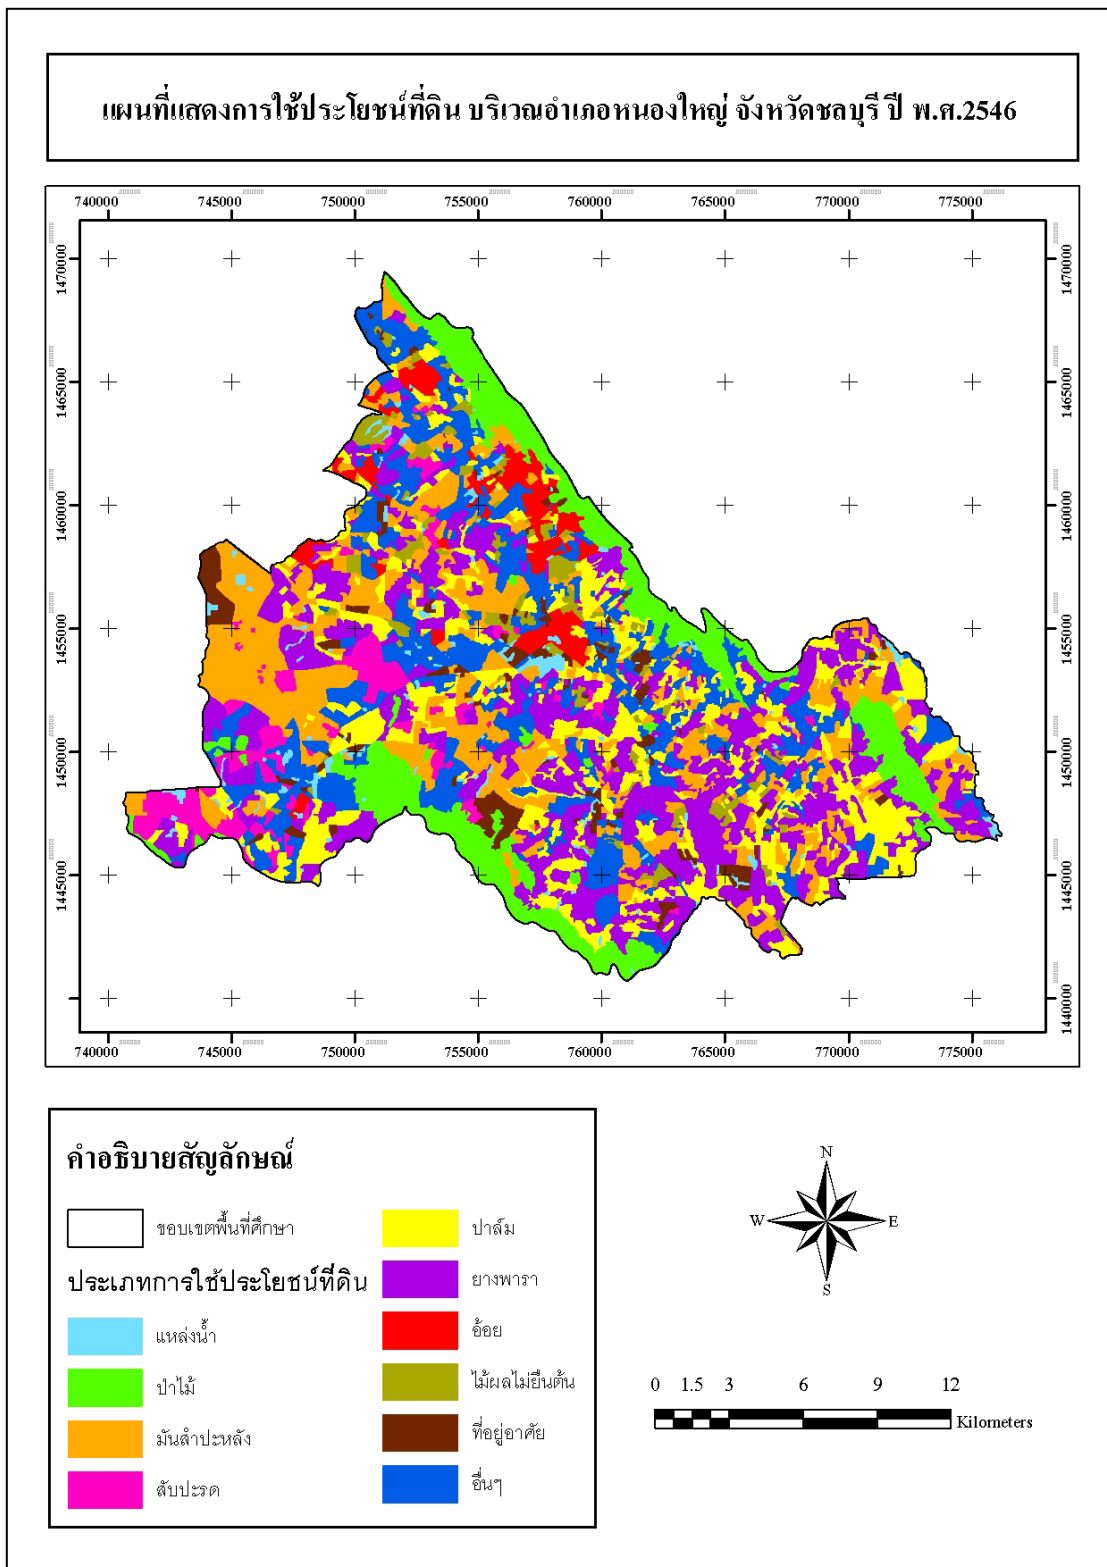 แผนที่แสดงการใช้ประโยชน์ที่ดิน บริเวณอำเภอหนองใหญ่ จังหวัดชลบุรี ปี พ.ศ.2546
740000 745000 750000 755000 760000 765000 770000 775000
1470000 1470000
1465000 1465000
1460000 1460000
1455000 1455000
1450000 1450000
1445000 1445000
1440000
740000 745000 750000 755000 760000 765000 770000 775000
คำอธิบายสัญลักษณ์
ขอบเขตพื้นที่ศึกษา
ประเภทการใช้ประโยชน์ที่ดิน
แหล่งน้ำ
ป่าไม้
มันสำปะหลัง
สับปะรด
ปาล์ม
ยางพารา
อ้อย
ไม้ผลไม่ยืนต้น
ที่อยู่อาศัย
อื่นๆ
N
W E
S
0 1.5 3 6 9 12
Kilometers